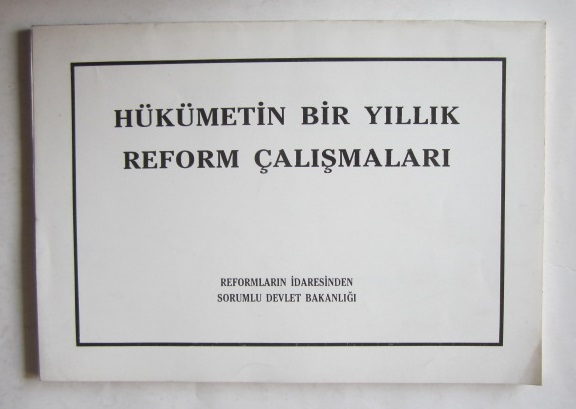 HÜKÜMETİN BİR YILLIK
REFORM ÇALIŞMALARI
REFORMLARIN İDARESİNDEN
SORUMLU DEVLET BAKANLIĞI